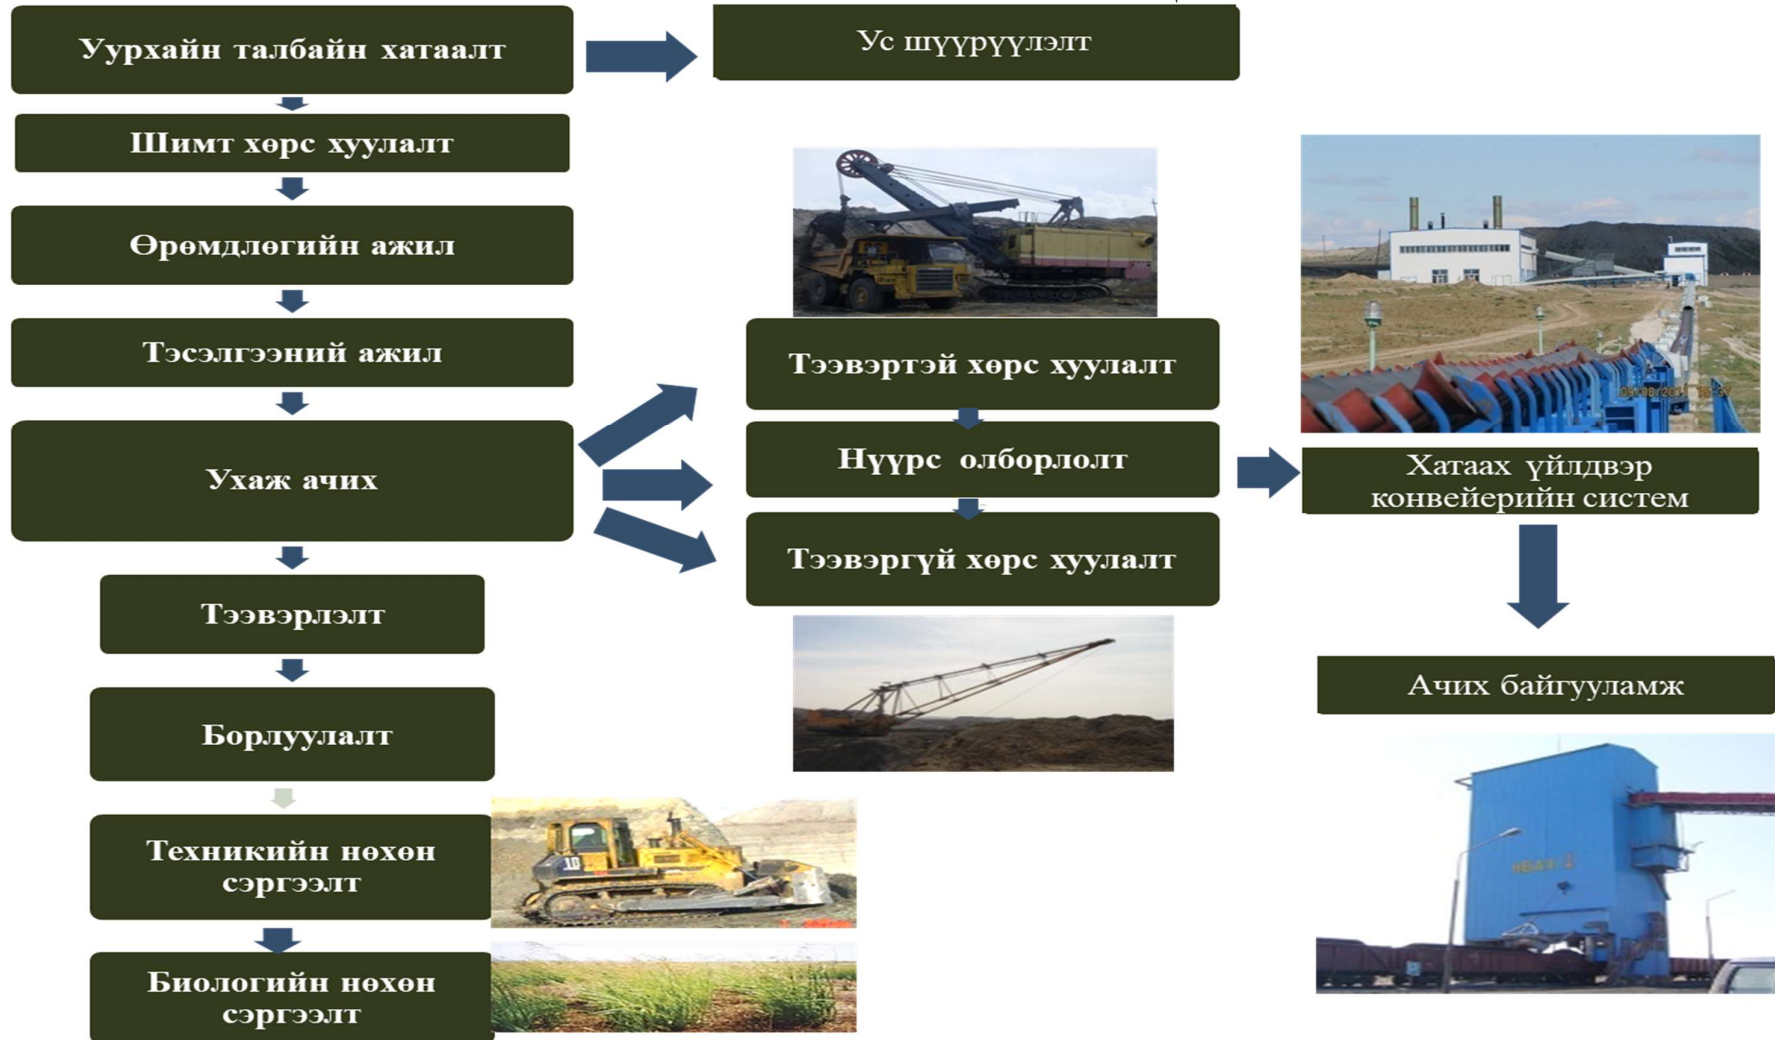 Уурхайн талбайн хатаалт
Ус шүүрүүлэлт
Шимт хөрс хуулалт
Өрөмдлөгийн ажил
Тэсэлгээний ажил
Ухаж ачих
Тээвэрлэлт
Борлуулалт
Техникийн нөхөн
сэргээлт
Биологийн нөхөн
сэргээлт
Тээвэртэй хөрс хуулалт
Нүүрс олборлолт
Тээвэргүй хөрс хуулалт
Хатаах үйлдвэр
конвейерийн систем
Ачих байгууламж
10